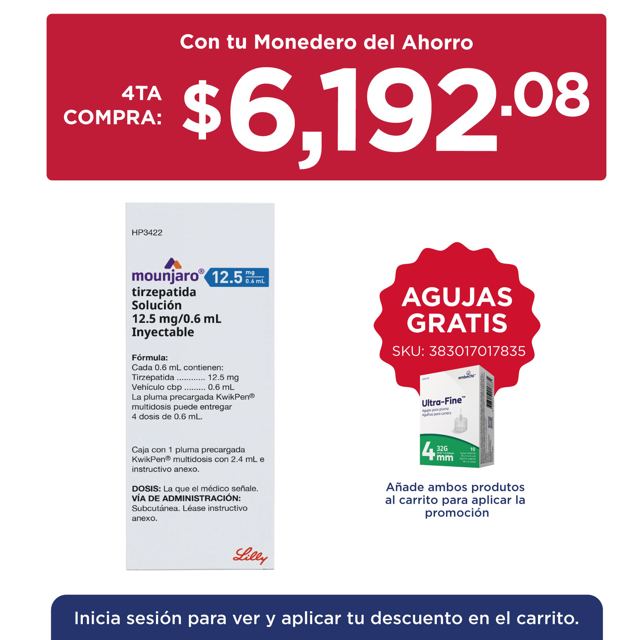 Con tu Monedero del Ahorro
4TA
COMPRA:
$6,192.08
HP3422
mounjaro® 12.5 mg
0.6 mL
tirzepatida
Solución
12.5 mg/0.6 mL
Inyectable
Fórmula:
Cada 0.6 mL contienen:
Tirzepatida ........... 12.5 mg
Vehículo cbp ......... 0.6 mL
La pluma precargada KwikPen®
multidosis puede entregar
4 dosis de 0.6 mL.
Caja con 1 pluma precargada
KwikPen® multidosis con 2.4 mL e
instructivo anexo.
DOSIS: La que el médico señale.
VÍA DE ADMINISTRACIÓN:
Subcutánea. Léase instructivo
anexo.
Lilly
AGUJAS
GRATIS
SKU: 383017017835
embecta
Ultra-Fine™
Agujas para pluma
4 mm
32G
Añade ambos produtos
al carrito para aplicar la
promoción
Inicia sesión para ver y aplicar tu descuento en el carrito.